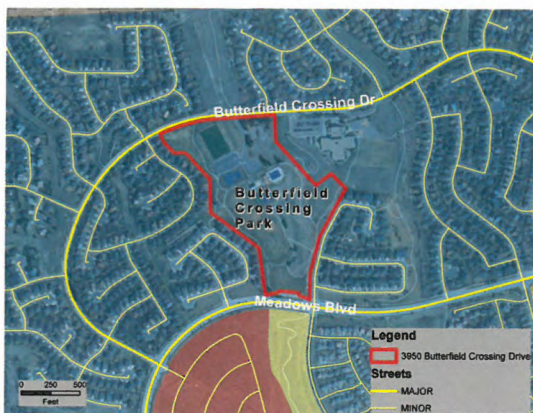 Butterfield Crossing Dr
Butterfield
Crossing
Park
Meadows Blvd
Legend
3950 Butterfield Crossing Drive
Streets
MAJOR
MINOR
0 250 500
Feet